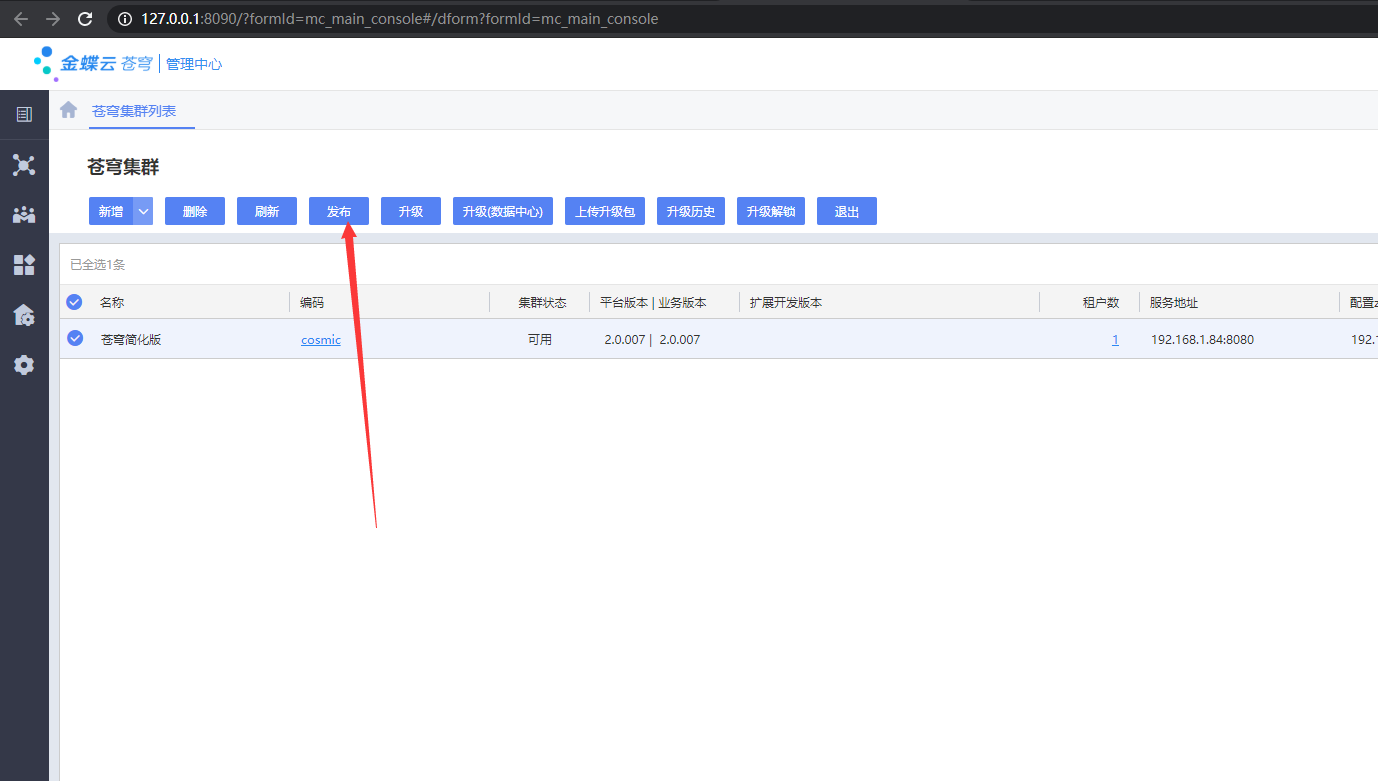 127.0.0.1:8090/?formId=mc_main_console#/dform?formId=mc_main_console
金蝶云 苍穹 管理中心
苍穹集群列表
苍穹集群
新增 删除 刷新 发布 升级 升级(数据中心) 上传升级包 升级历史 升级解锁 退出
已全选1条
名称 编码 集群状态 平台版本 | 业务版本 扩展开发版本 租户数 服务地址 配置
苍穹简化版 cosmic 可用 2.0.007 | 2.0.007 1 192.168.1.84:8080 192.